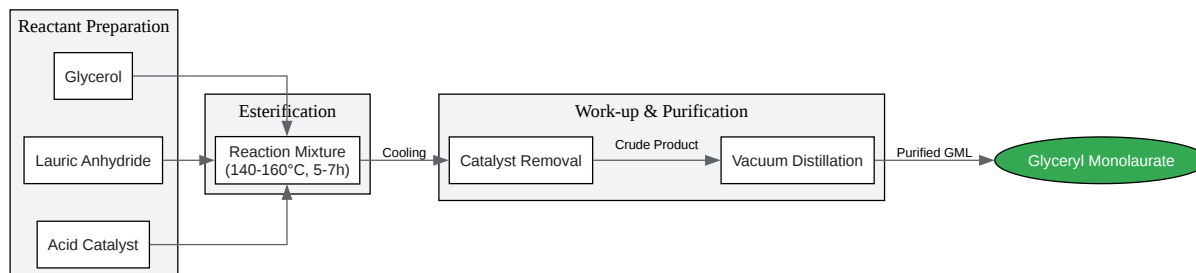 Reactant Preparation
Glycerol
Lauric Anhydride
Acid Catalyst
Esterification
Reaction Mixture
(140-160°C, 5-7h)
Cooling
Work-up & Purification
Catalyst Removal
Crude Product
Vacuum Distillation
Purified GML
Glyceryl Monolaurate